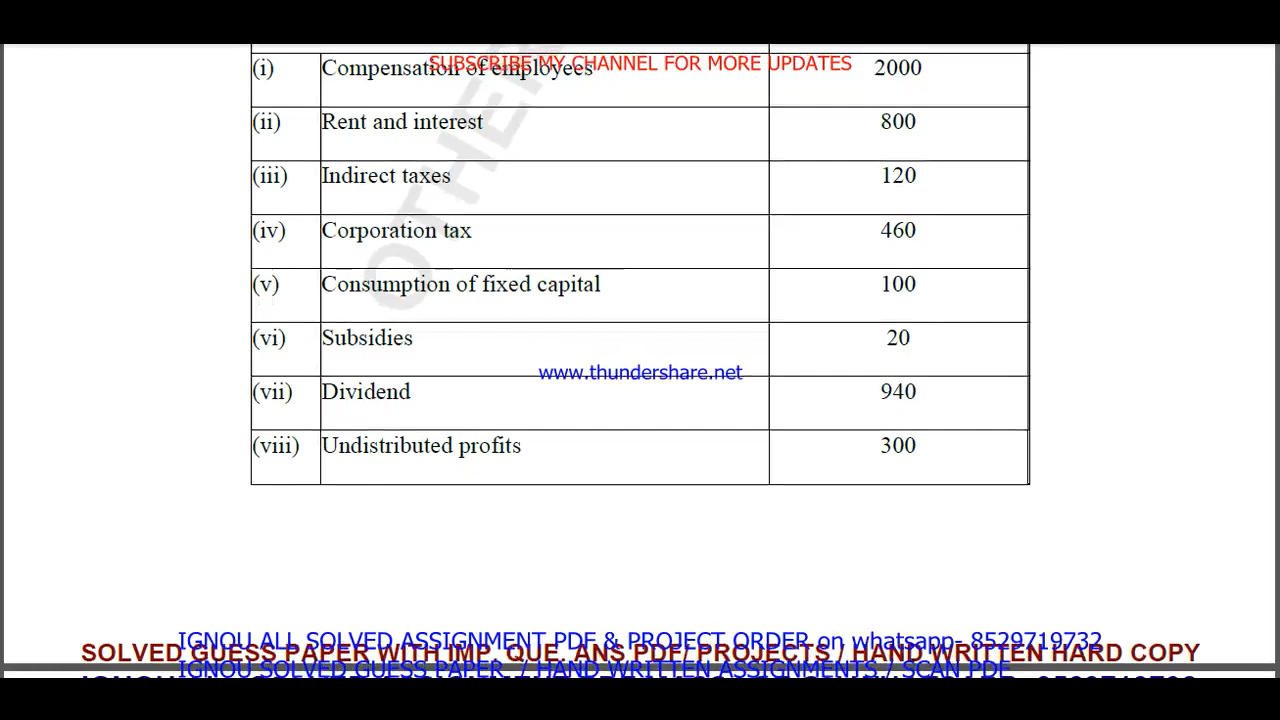 SUBSCRIBE MY CHANNEL FOR MORE UPDATES
(i) Compensation of employees 2000
(ii) Rent and interest 800
(iii) Indirect taxes 120
(iv) Corporation tax 460
(v) Consumption of fixed capital 100
(vi) Subsidies 20
www.thundershare.net
(vii) Dividend 940
(viii) Undistributed profits 300
OTHER
IGNOU ALL SOLVED ASSIGNMENT PDF & PROJECT ORDER on whatsapp- 8529719732
SOLVED GUESS PAPER WITH IMP. QUE. ANS PDF/ PROJECTS / HAND WRITTEN HARD COPY
IGNOU SOLVED GUESS PAPER / HAND WRITTEN ASSIGNMENTS / SCAN PDF